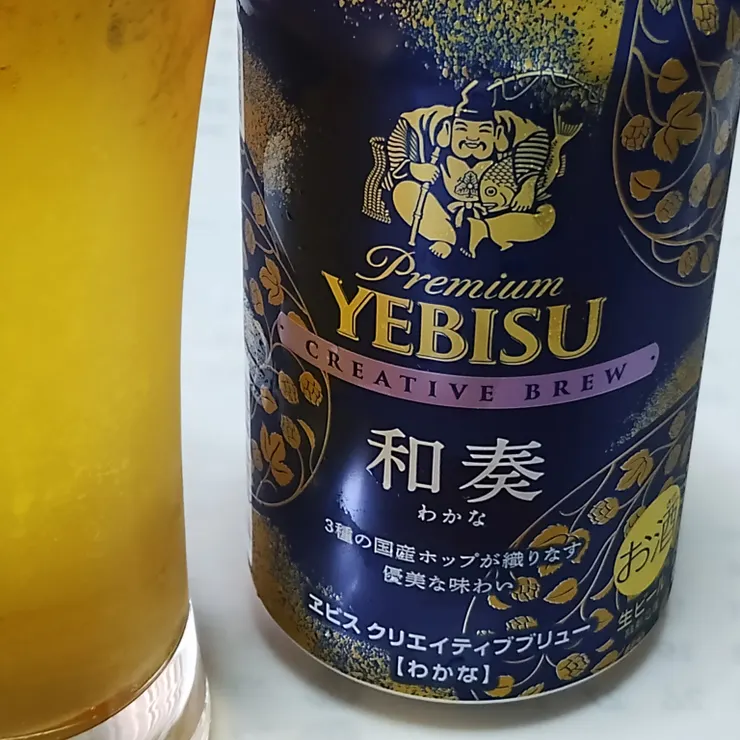 Premium
YEBISU
CREATIVE BREW
和奏
わかな
3種の国産ホップが織りなす
優美な味わい
お酒
生ビール
ヱビス クリエイティブブリュー
【わかな】